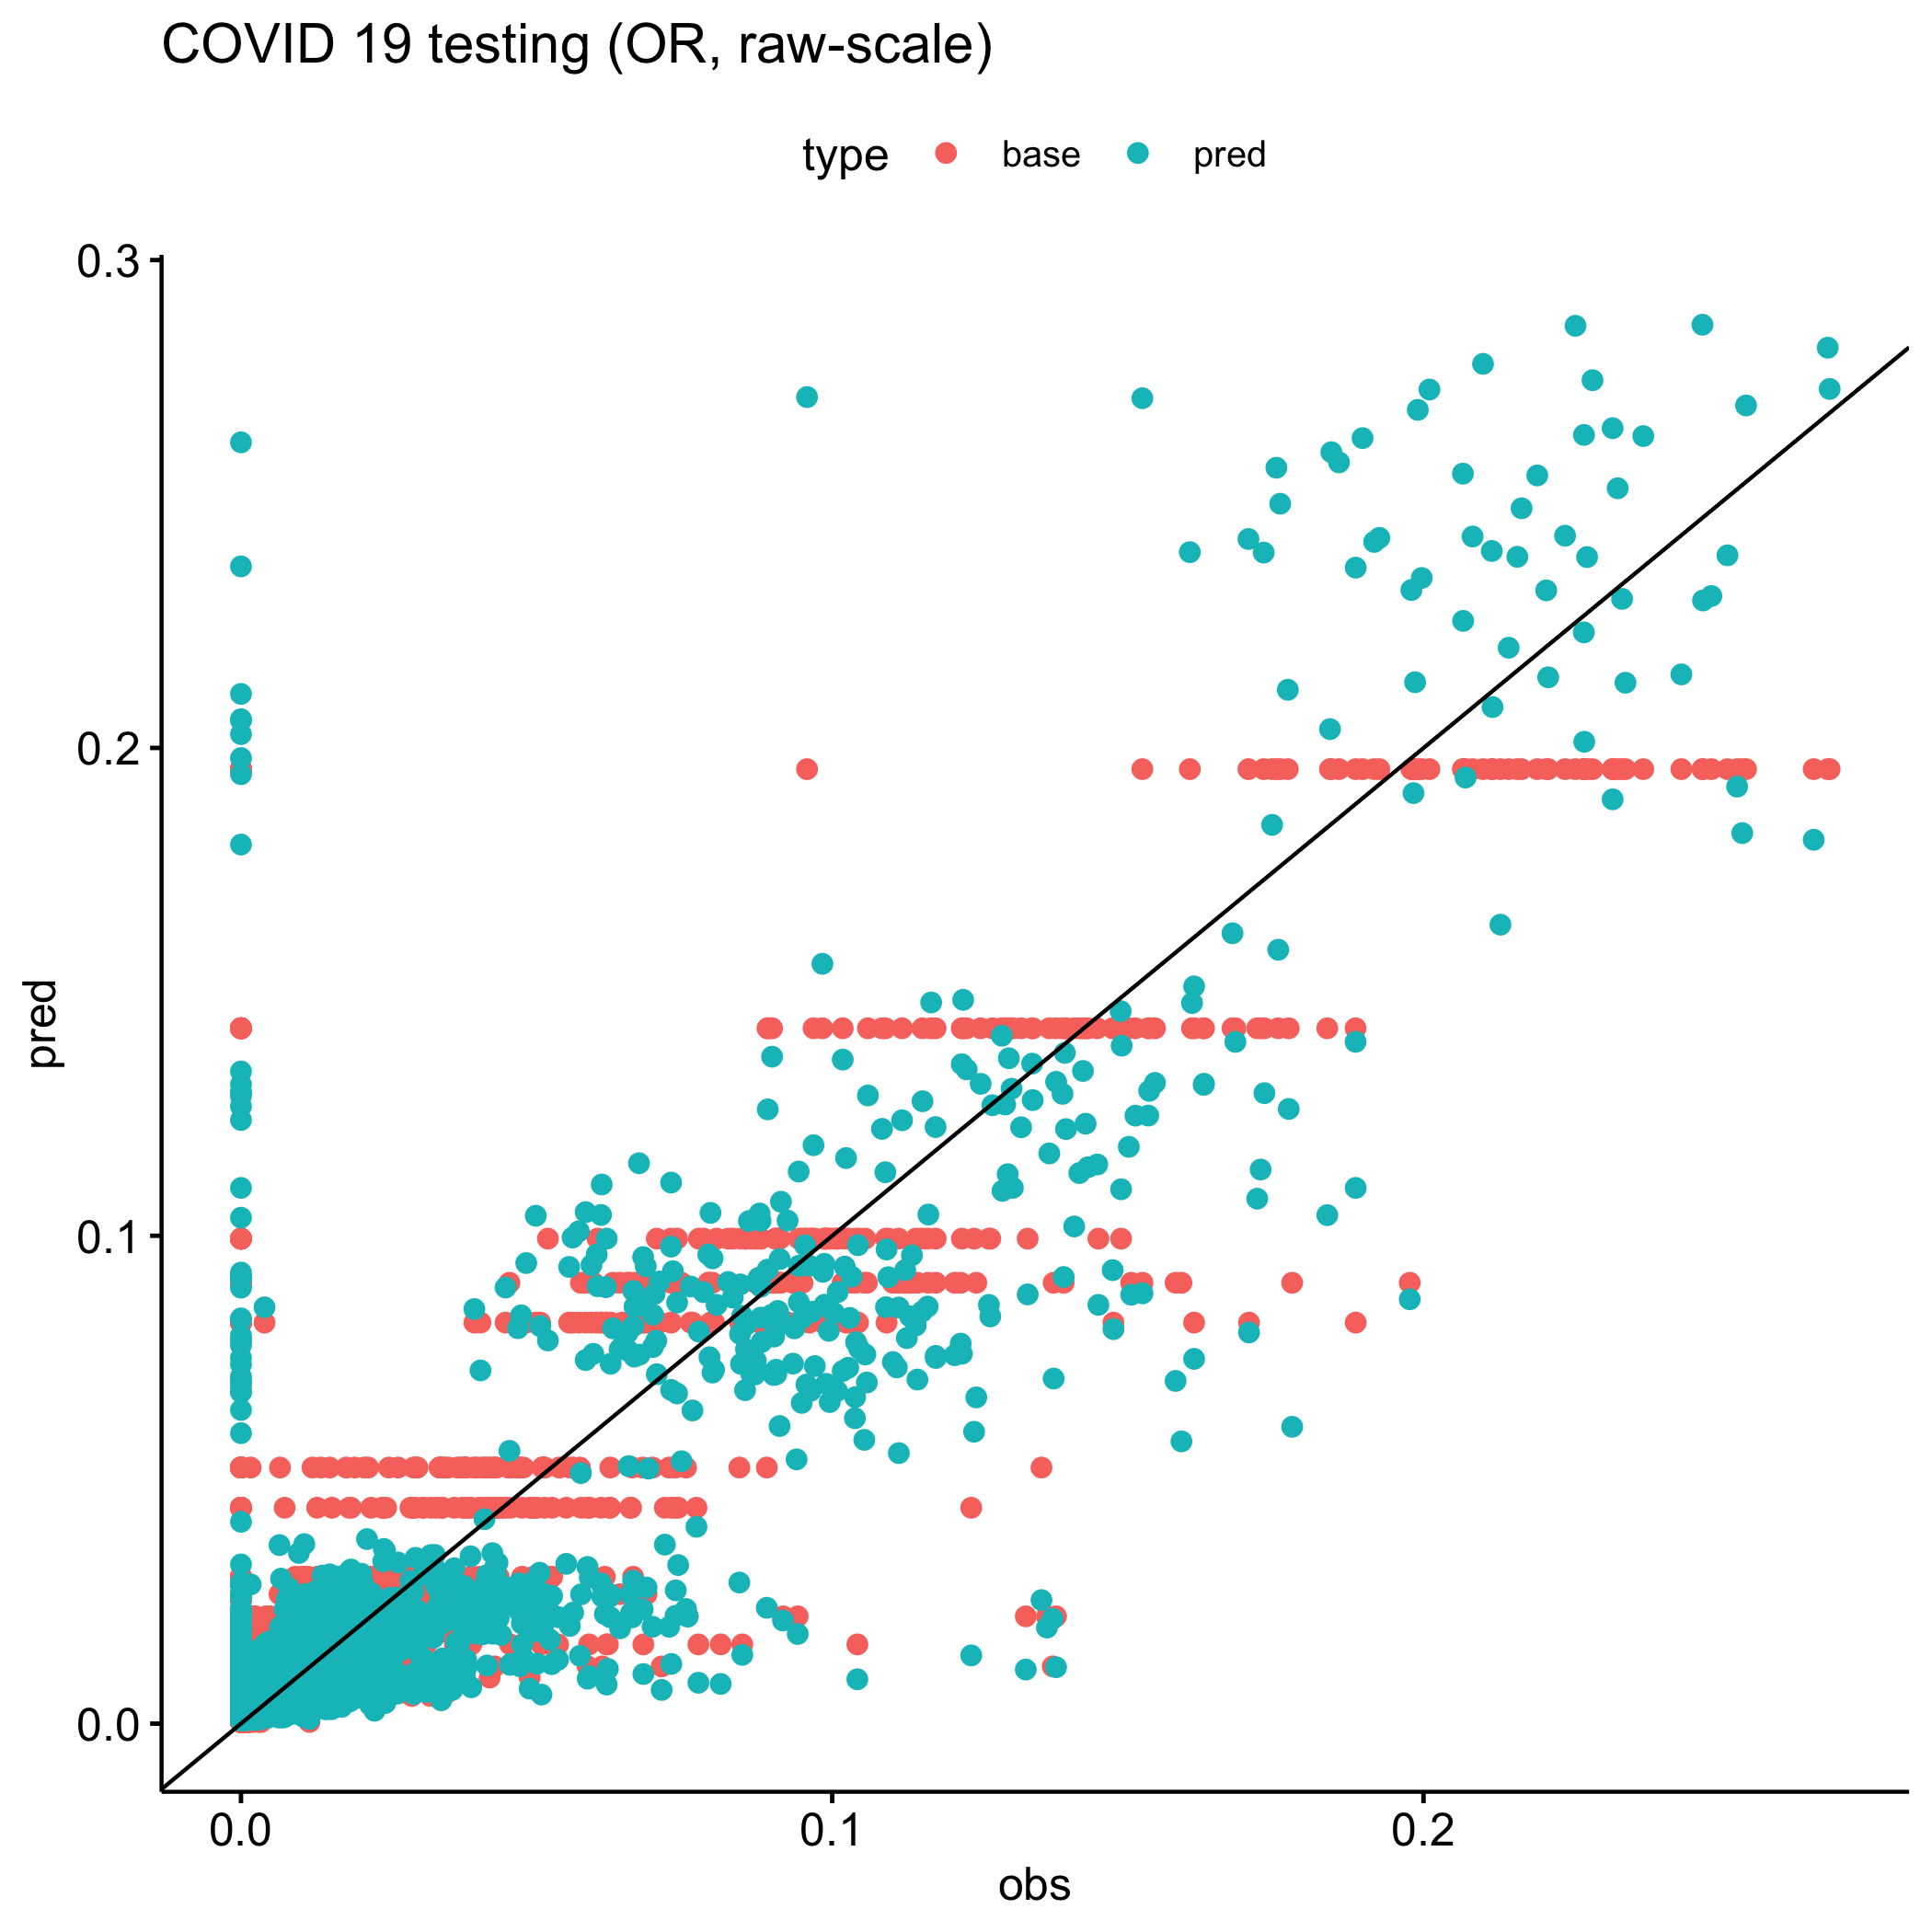 COVID 19 testing (OR, raw-scale)
type base pred
0.3
0.2
0.1
0.0
pred
0.0 0.1 0.2
obs